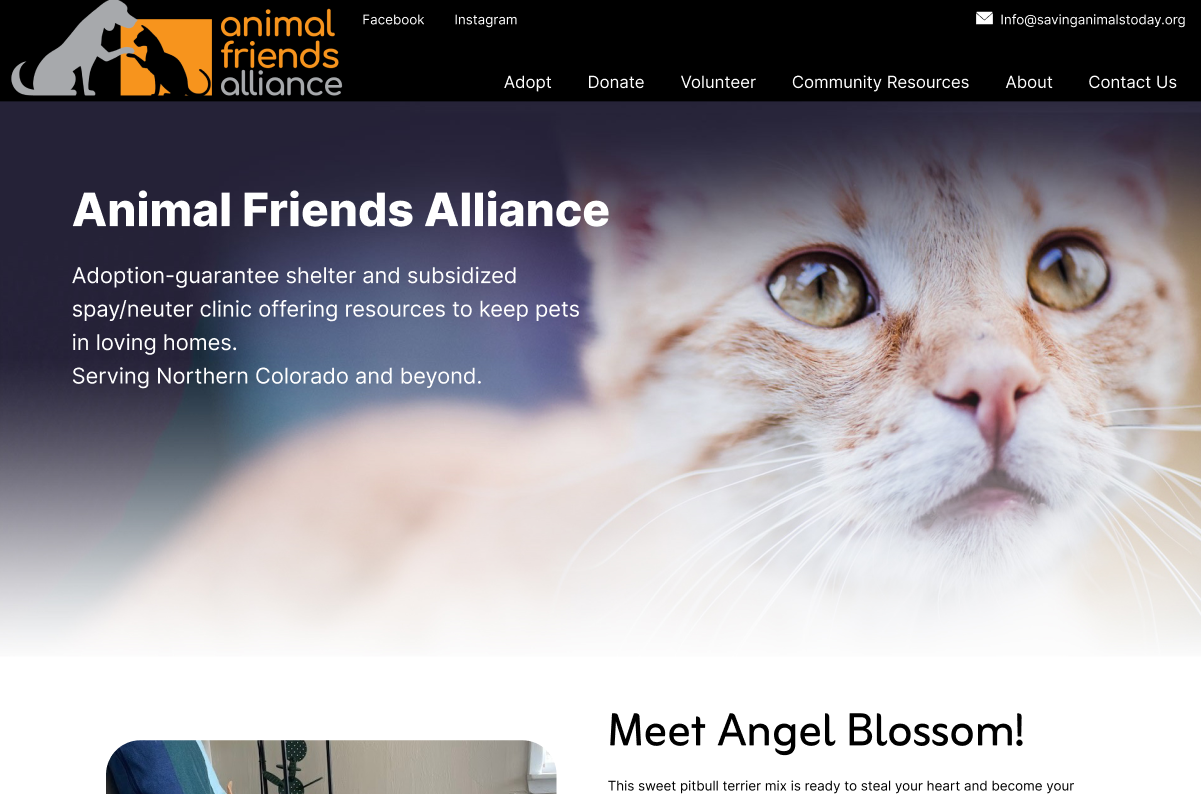 animal
friends
alliance
Facebook Instagram
Info@savinganimalstoday.org
Adopt Donate Volunteer Community Resources About Contact Us
Animal Friends Alliance
Adoption-guarantee shelter and subsidized
spay/neuter clinic offering resources to keep pets
in loving homes.
Serving Northern Colorado and beyond.
Meet Angel Blossom!
This sweet pitbull terrier mix is ready to steal your heart and become your